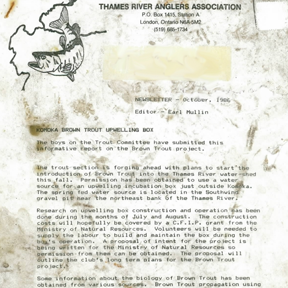 THAMES RIVER ANGLERS ASSOCIATION
P.O. Box 1415, Station A
London, Ontario N6A 5M2
(519) 685-1734
NEWSLETTER - October, 1986
Editor - Earl Mullin
KOMOKA BROWN TROUT UPWELLING BOX
The boys on the Trout Committee have submitted this
informative report on the Brown Trout project.
The trout section is forging ahead with plans to start the
introduction of Brown Trout into the Thames River water shed
this fall. Permission has been obtained to use a water
source for an upwelling incubation box just outside Komoka.
The spring fed water source is located in the Southwinds
gravel pit near the northeast bank of the Thames River.
Research on upwelling box construction and operation has been
done during the months of July and August. The construction
costs will hopefully be covered by a C.F.I.P. grant from the
Ministry of Natural Resources. Volunteers will be needed to
supply the labour to build and maintain the box during the
box's operation. A proposal of intent for the project is
being written for the Ministry of Natural Resources so
permission from them can be obtained. The proposal will
outline the club's long term plans for the Brown Trout
project.
Some information about the biology of Brown Trout has been
obtained from various sources. Brown Trout propagation using